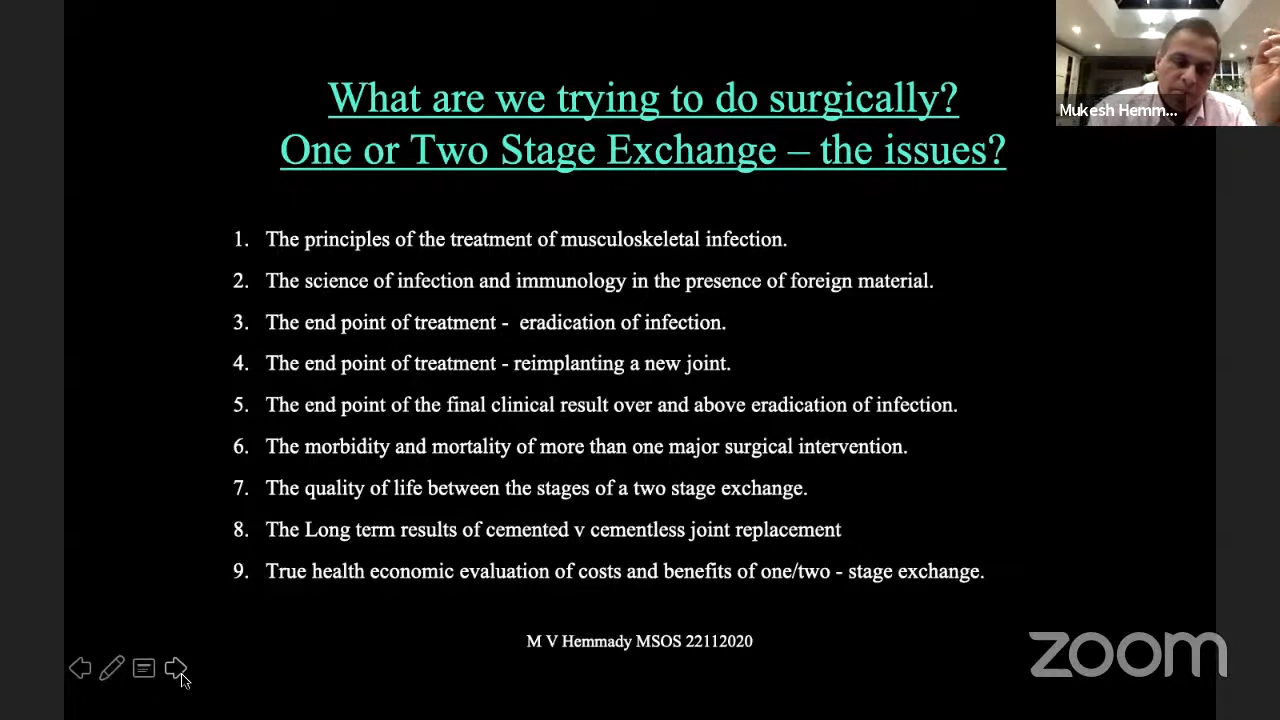 What are we trying to do surgically?
One or Two Stage Exchange – the issues?
Mukesh Hemm...
1. The principles of the treatment of musculoskeletal infection.
2. The science of infection and immunology in the presence of foreign material.
3. The end point of treatment - eradication of infection.
4. The end point of treatment - reimplanting a new joint.
5. The end point of the final clinical result over and above eradication of infection.
6. The morbidity and mortality of more than one major surgical intervention.
7. The quality of life between the stages of a two stage exchange.
8. The Long term results of cemented v cementless joint replacement
9. True health economic evaluation of costs and benefits of one/two - stage exchange.
M V Hemmady MSOS 22112020
zoom